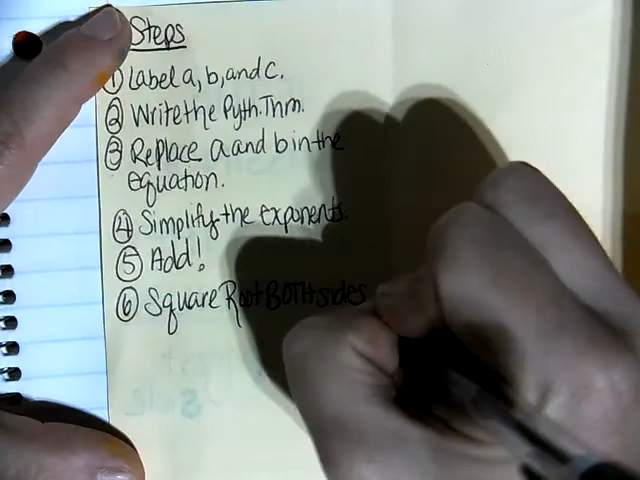 Steps
① Label a, b, and c.
② Write the Pyth. Thm.
③ Replace a and b in the
equation.
④ Simplify the exponents.
⑤ Add!
⑥ Square Root BOTH sides